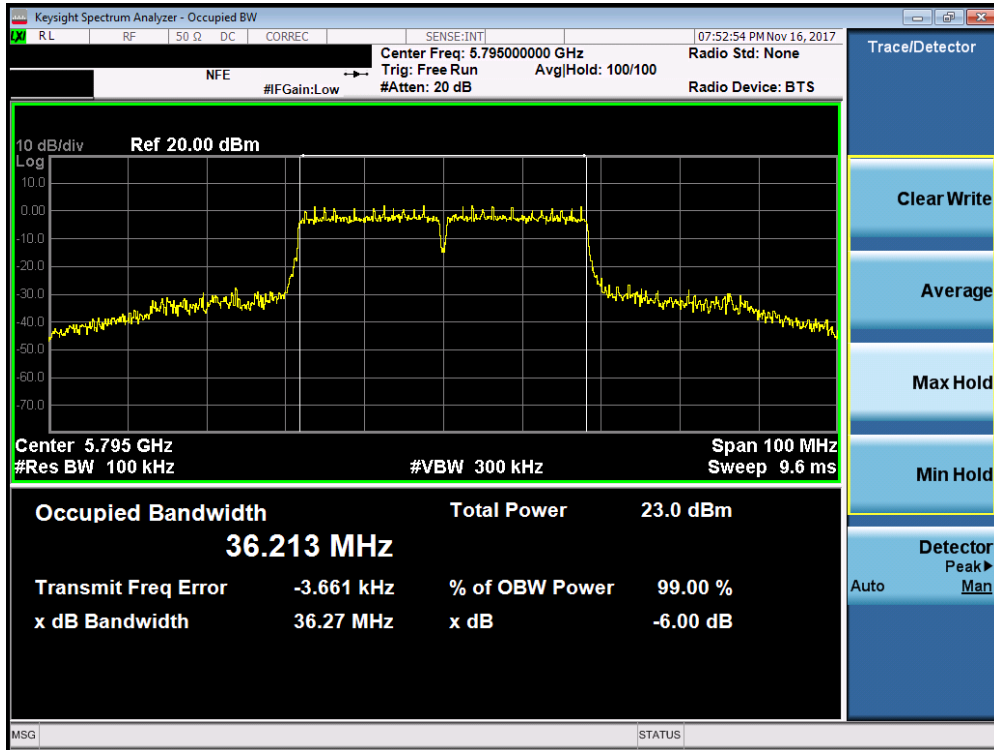 Keysight Spectrum Analyzer - Occupied BW
LXI RL RF 50 Ω DC CORREC SENSE:INT 07:52:54 PM Nov 16, 2017
Center Freq: 5.795000000 GHz Radio Std: None
NFE Trig: Free Run Avg|Hold: 100/100
#IFGain:Low #Atten: 20 dB Radio Device: BTS
10 dB/div Ref 20.00 dBm
Log
10.0
0.00
-10.0
-20.0
-30.0
-40.0
-50.0
-60.0
-70.0
Center 5.795 GHz Span 100 MHz
#Res BW 100 kHz #VBW 300 kHz Sweep 9.6 ms
Occupied Bandwidth Total Power 23.0 dBm
36.213 MHz
Transmit Freq Error -3.661 kHz % of OBW Power 99.00 %
x dB Bandwidth 36.27 MHz x dB -6.00 dB
MSG STATUS
Trace/Detector
Clear Write
Average
Max Hold
Min Hold
Detector
Peak▶
Auto Man